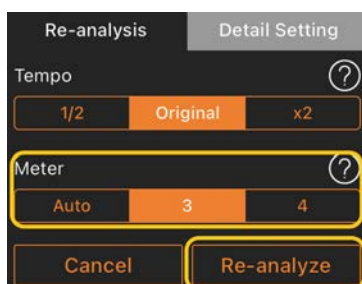 Re-analysis Detail Setting
Tempo ?
1/2 Original x2
Meter ?
Auto 3 4
Cancel Re-analyze